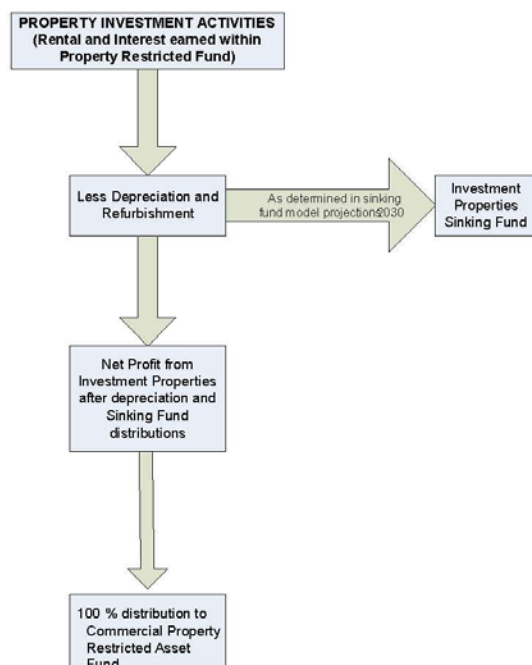 PROPERTY INVESTMENT ACTIVITIES
(Rental and Interest earned within
Property Restricted Fund)
Less Depreciation and
Refurbishment
As determined in sinking
fund model projections2030
Investment
Properties
Sinking Fund
Net Profit from
Investment Properties
after depreciation and
Sinking Fund
distributions
100 % distribution to
Commercial Property
Restricted Asset
Fund